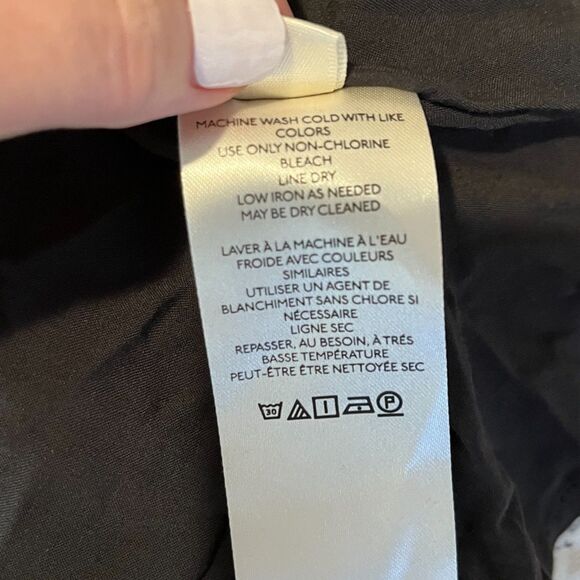 MACHINE WASH COLD WITH LIKE
COLORS
USE ONLY NON-CHLORINE
BLEACH
LINE DRY
LOW IRON AS NEEDED
MAY BE DRY CLEANED
LAVER À LA MACHINE À L'EAU
FROIDE AVEC COULEURS
SIMILAIRES
UTILISER UN AGENT DE
BLANCHIMENT SANS CHLORE SI
NÉCESSAIRE
LIGNE SEC
REPASSER, AU BESOIN, À TRÉS
BASSE TEMPÉRATURE
PEUT-ÊTRE ÊTRE NETTOYÉE SEC
30 P